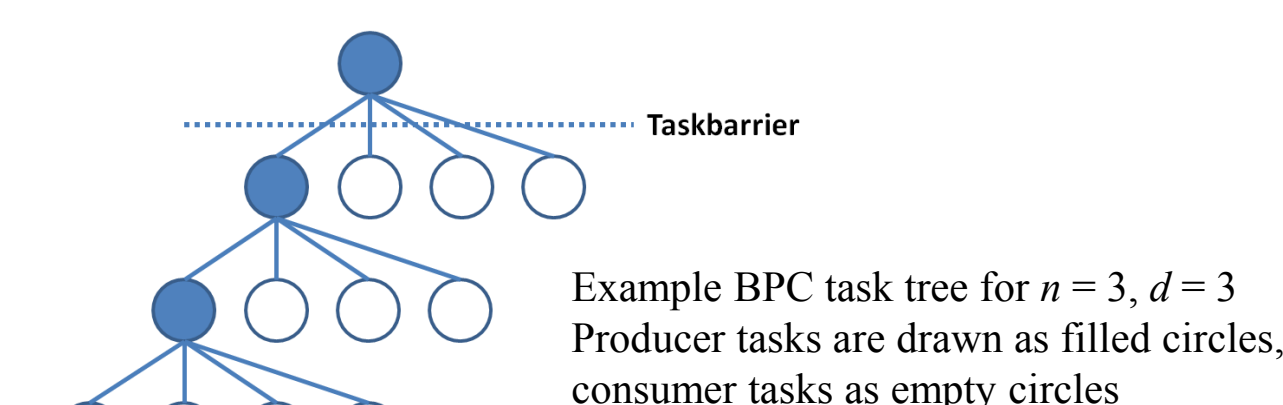 Taskbarrier
Example BPC task tree for n = 3, d = 3
Producer tasks are drawn as filled circles,
consumer tasks as empty circles